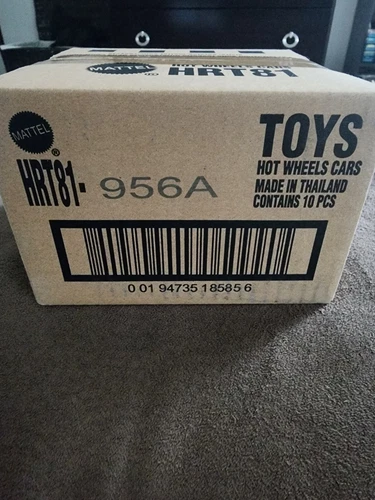 MATTEL
®
HOT WHEELS CARS
HRT81
MATTEL
®
HRT81-
956A
TOYS
HOT WHEELS CARS
MADE IN THAILAND
CONTAINS 10 PCS
0 01 94735 18585 6